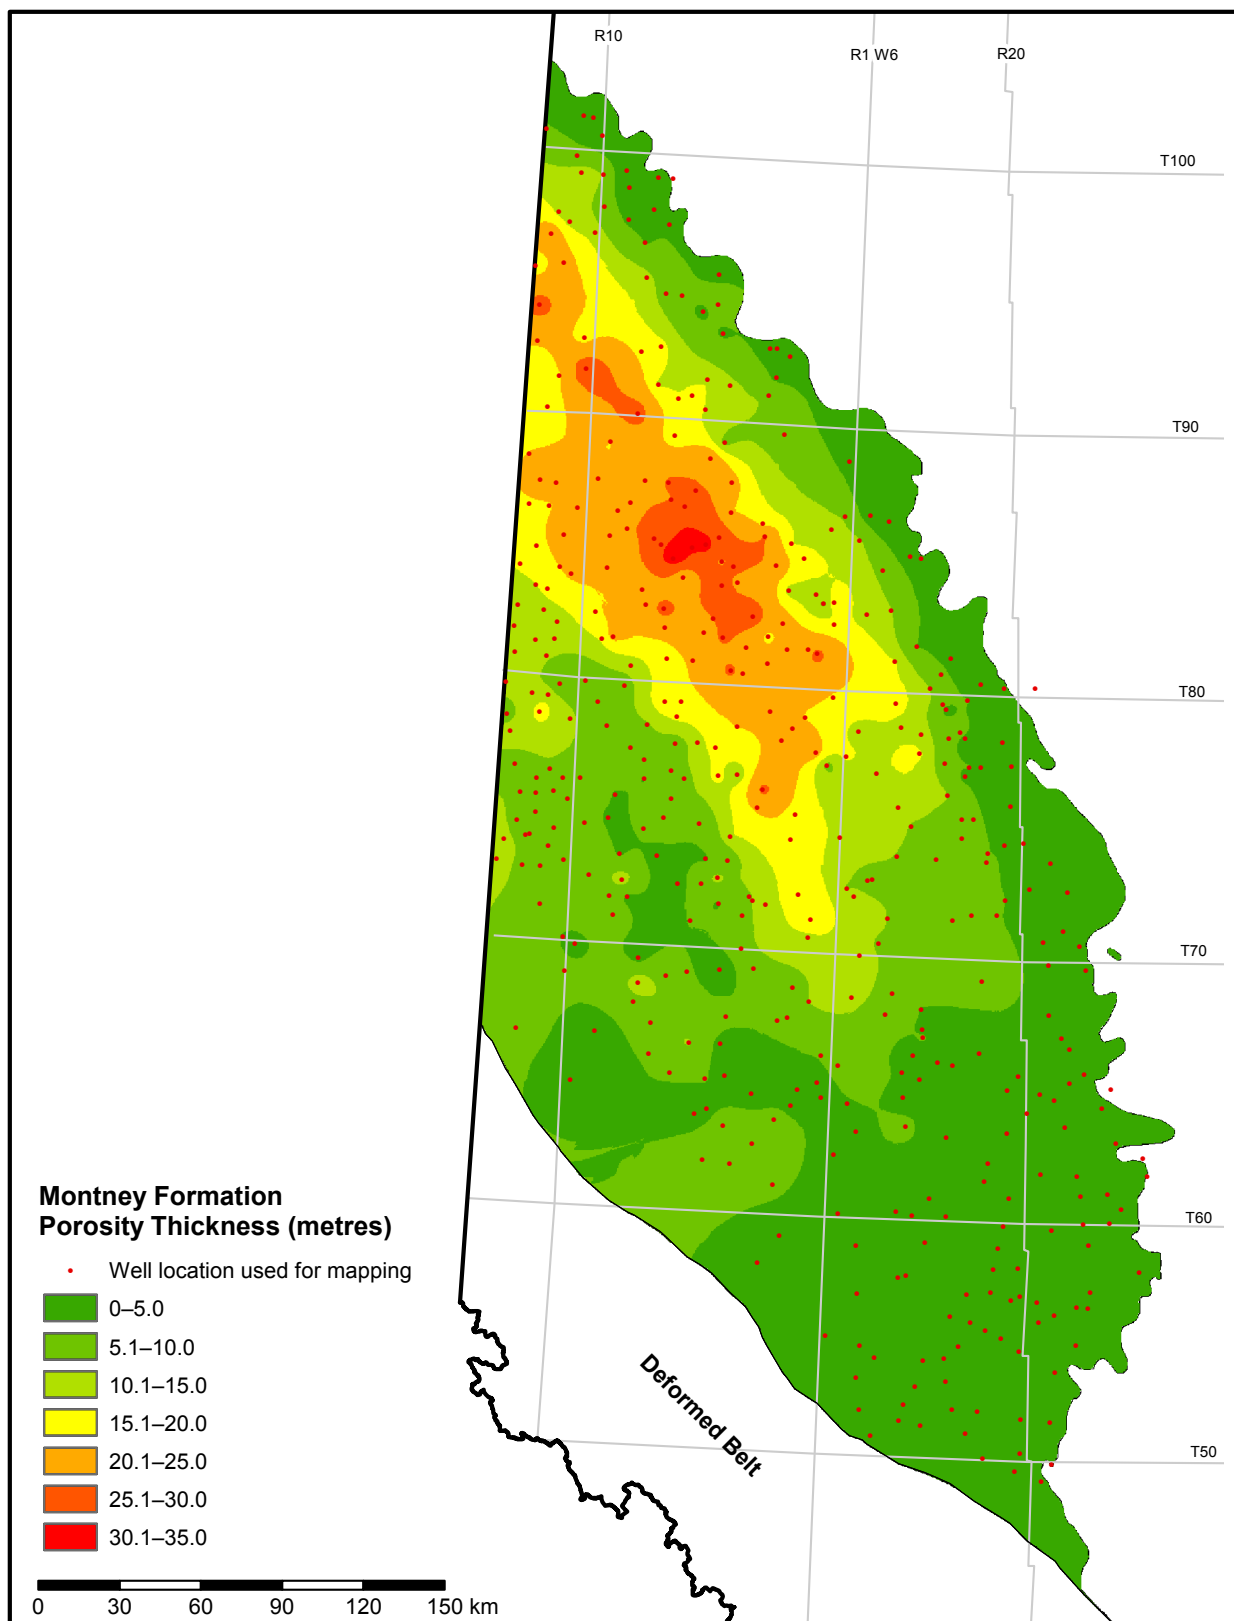 R10
R1 W6
R20
T100
T90
T80
T70
T60
T50
Deformed Belt
Montney Formation
Porosity Thickness (metres)
Well location used for mapping
0–5.0
5.1–10.0
10.1–15.0
15.1–20.0
20.1–25.0
25.1–30.0
30.1–35.0
0 30 60 90 120 150 km